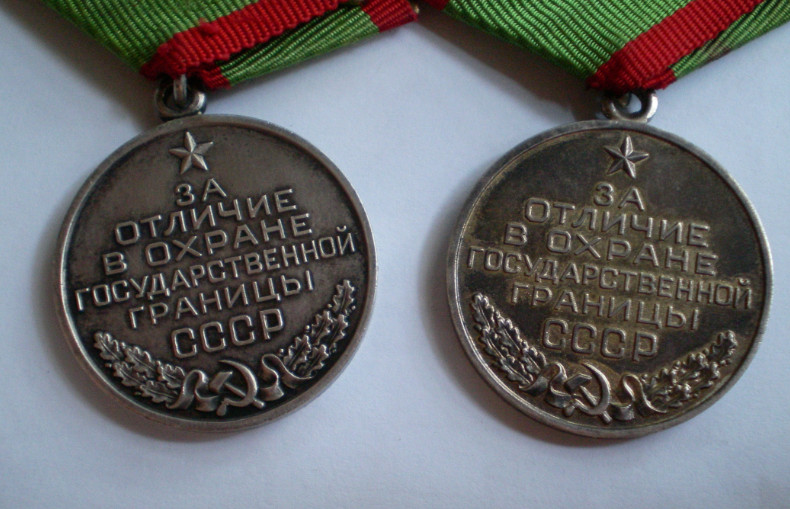 ЗА
ОТЛИЧИЕ
В ОХРАНЕ
ГОСУДАРСТВЕННОЙ
ГРАНИЦЫ
СССР
ЗА
ОТЛИЧИЕ
В ОХРАНЕ
ГОСУДАРСТВЕННОЙ
ГРАНИЦЫ
СССР